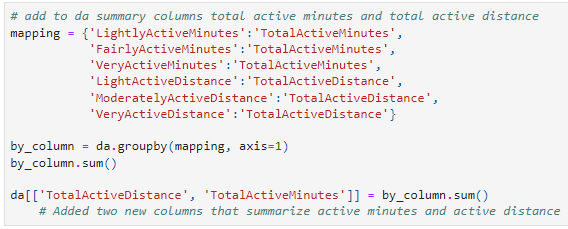 # add to da summary columns total active minutes and total active distance
mapping = {'LightlyActiveMinutes':'TotalActiveMinutes',
           'FairlyActiveMinutes':'TotalActiveMinutes',
           'VeryActiveMinutes':'TotalActiveMinutes',
           'LightActiveDistance':'TotalActiveDistance',
           'ModeratelyActiveDistance':'TotalActiveDistance',
           'VeryActiveDistance':'TotalActiveDistance'}
by_column = da.groupby(mapping, axis=1)
by_column.sum()
da[['TotalActiveDistance', 'TotalActiveMinutes']] = by_column.sum()
    # Added two new columns that summarize active minutes and active distance